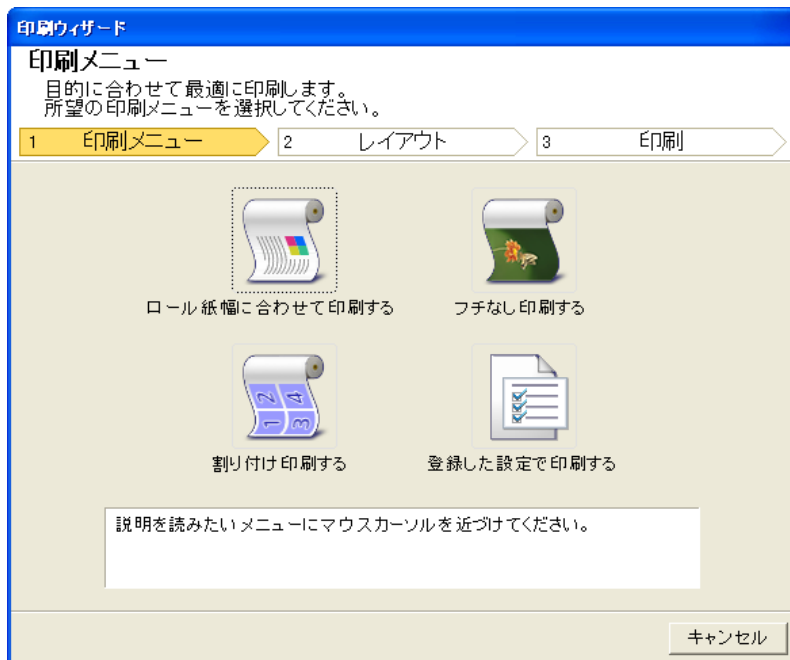 印刷ウィザード
印刷メニュー
目的に合わせて最適に印刷します。
所望の印刷メニューを選択してください。
1 印刷メニュー 2 レイアウト 3 印刷
ロール紙幅に合わせて印刷する フチなし印刷する
1 2 3 4
割り付け印刷する 登録した設定で印刷する
説明を読みたいメニューにマウスカーソルを近づけてください。
キャンセル